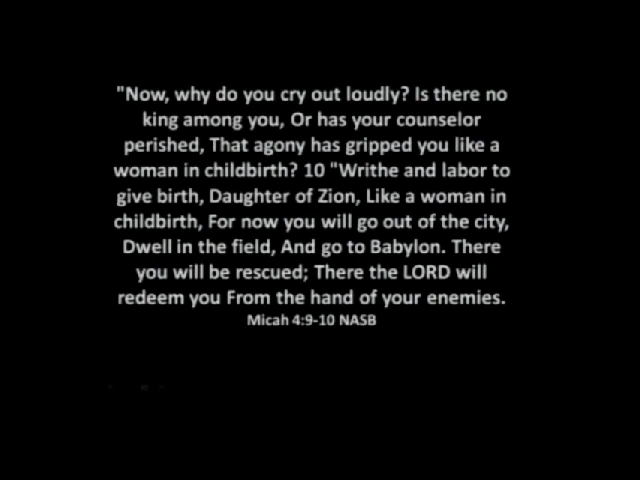 "Now, why do you cry out loudly? Is there no
king among you, Or has your counselor
perished, That agony has gripped you like a
woman in childbirth? 10 "Writhe and labor to
give birth, Daughter of Zion, Like a woman in
childbirth, For now you will go out of the city,
Dwell in the field, And go to Babylon. There
you will be rescued; There the LORD will
redeem you From the hand of your enemies.
Micah 4:9-10 NASB